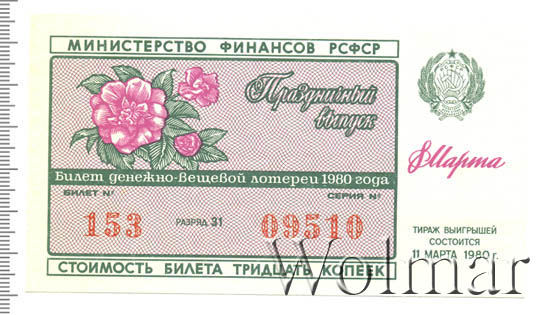 МИНИСТЕРСТВО ФИНАНСОВ РСФСР
Праздничный
выпуск
8 Марта
Билет денежно-вещевой лотереи 1980 года
БИЛЕТ №
СЕРИЯ №
153
РАЗРЯД 31
09510
ТИРАЖ ВЫИГРЫШЕЙ
СОСТОИТСЯ
11 МАРТА 1980 г.
СТОИМОСТЬ БИЛЕТА ТРИДЦАТЬ КОПЕЕК
Wolmar